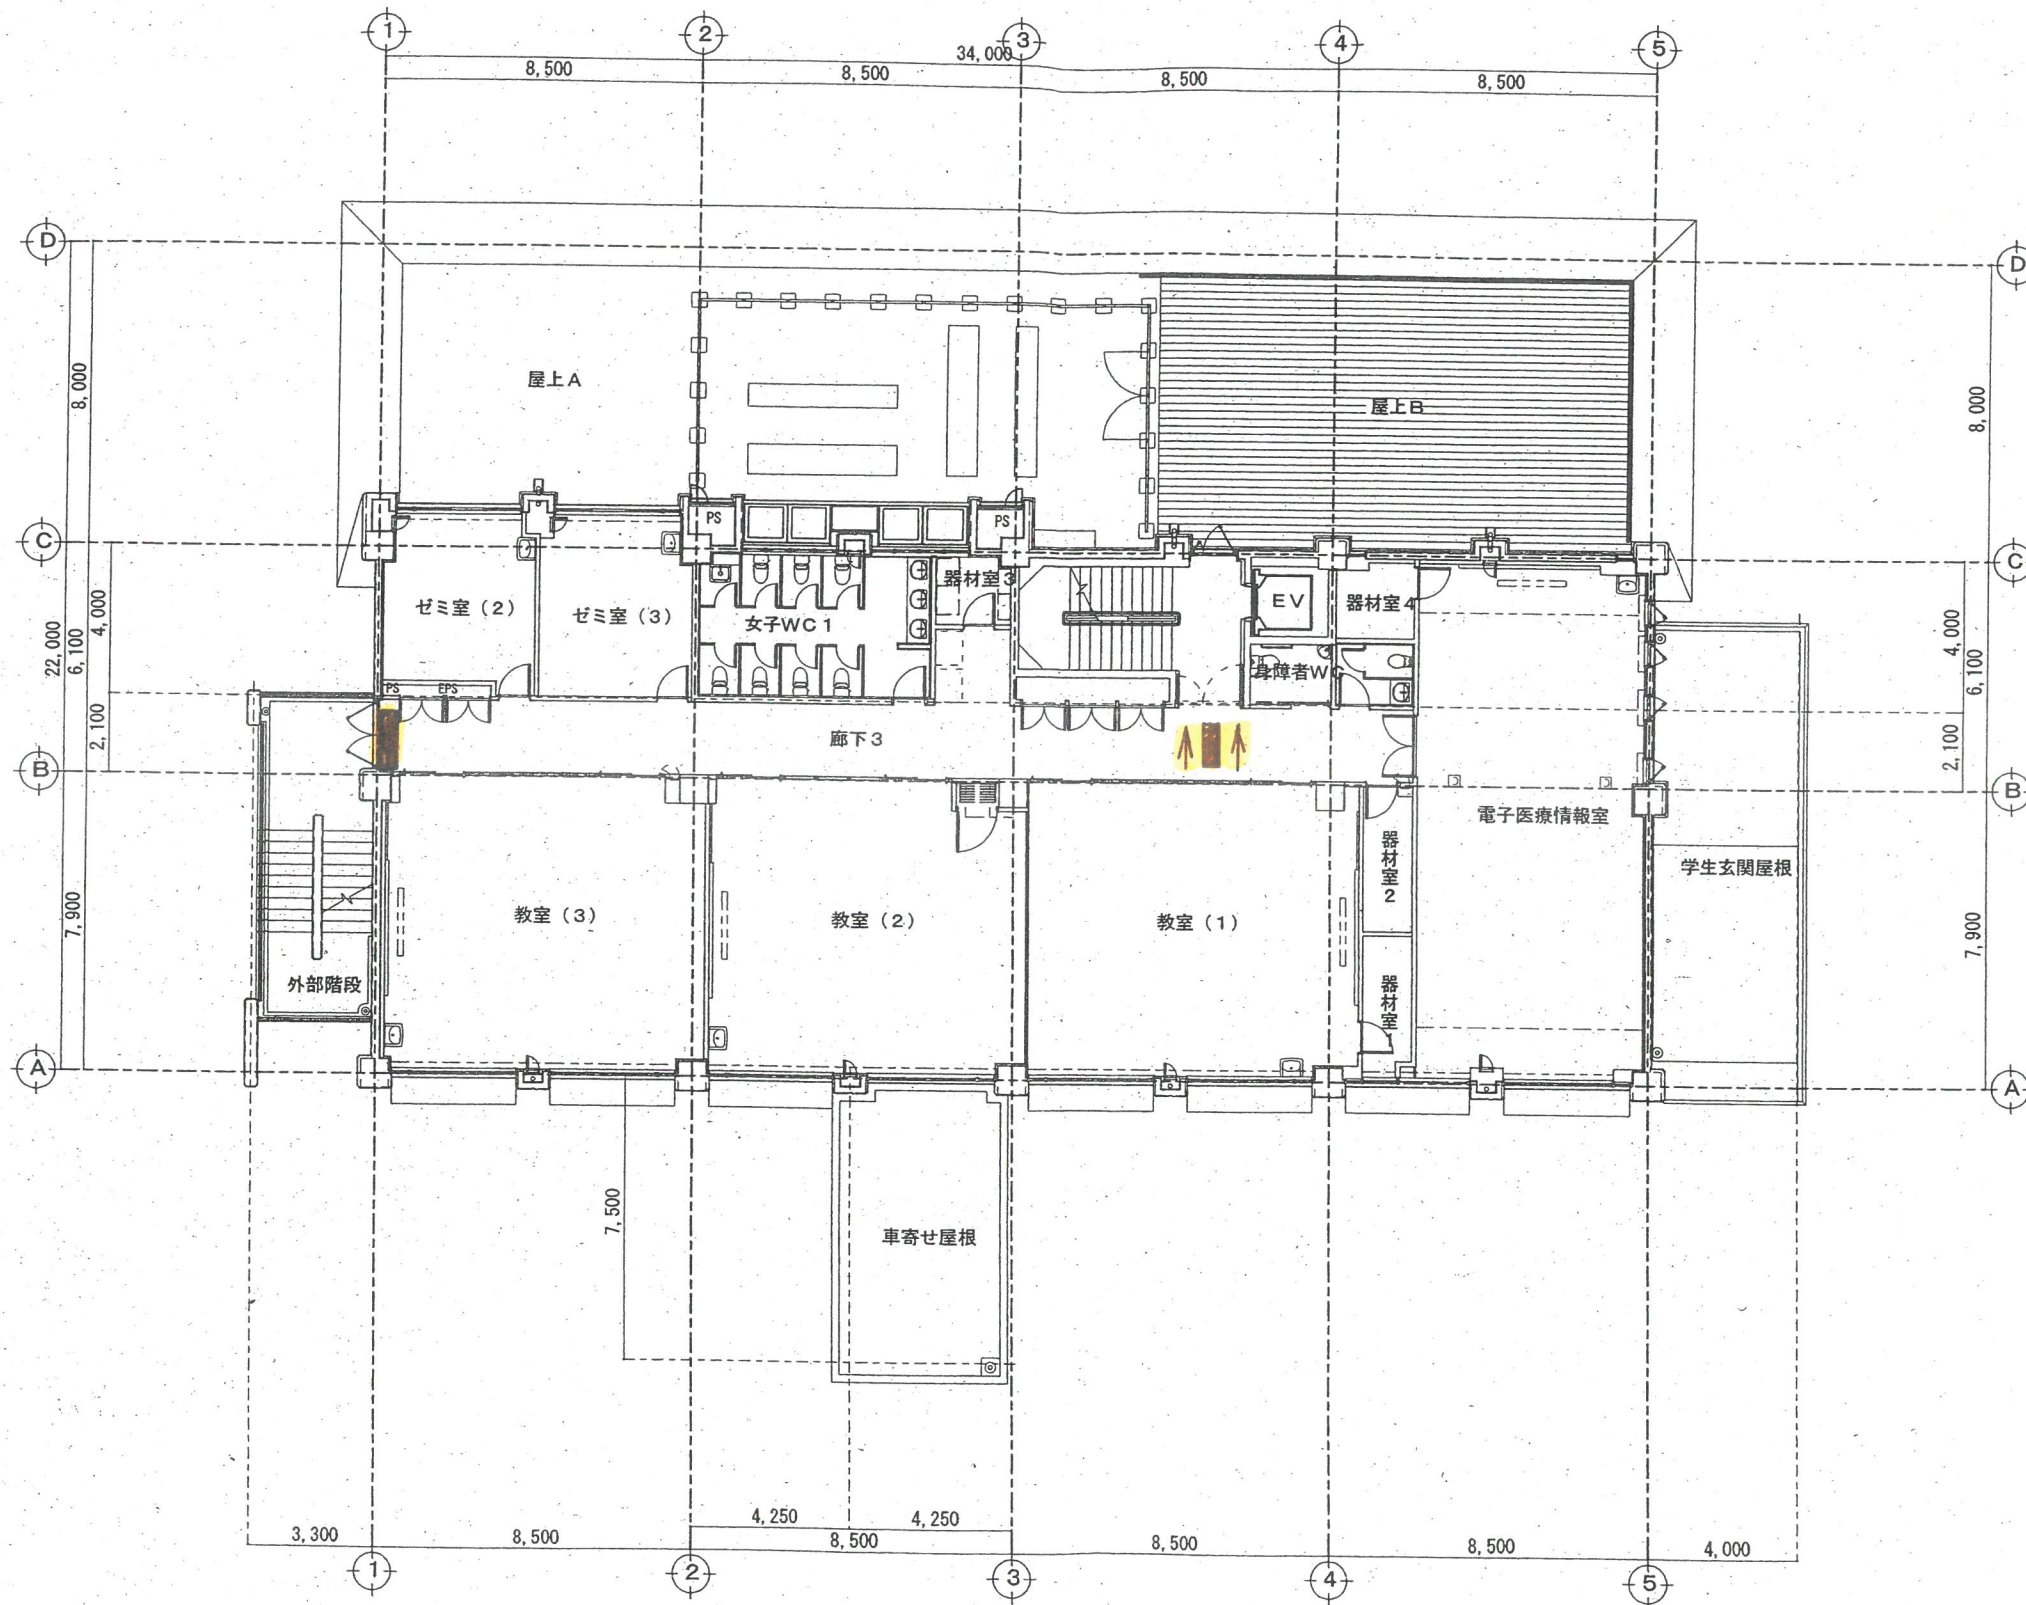 1
2
3
4
5
34,000
8,500
8,500
8,500
8,500
D
D
8,000
8,000
屋上A
屋上B
C
C
PS
PS
器材室3
EV
器材室4
ゼミ室(2)
ゼミ室(3)
女子WC1
22,000
6,100
4,000
4,000
6,100
PS
EPS
身障者WC
2,100
2,100
廊下3
B
B
電子医療情報室
器材室2
学生玄関屋根
教室(3)
教室(2)
教室(1)
7,900
7,900
外部階段
器材室1
A
A
7,500
車寄せ屋根
3,300
8,500
4,250
4,250
8,500
8,500
8,500
4,000
1
2
3
4
5